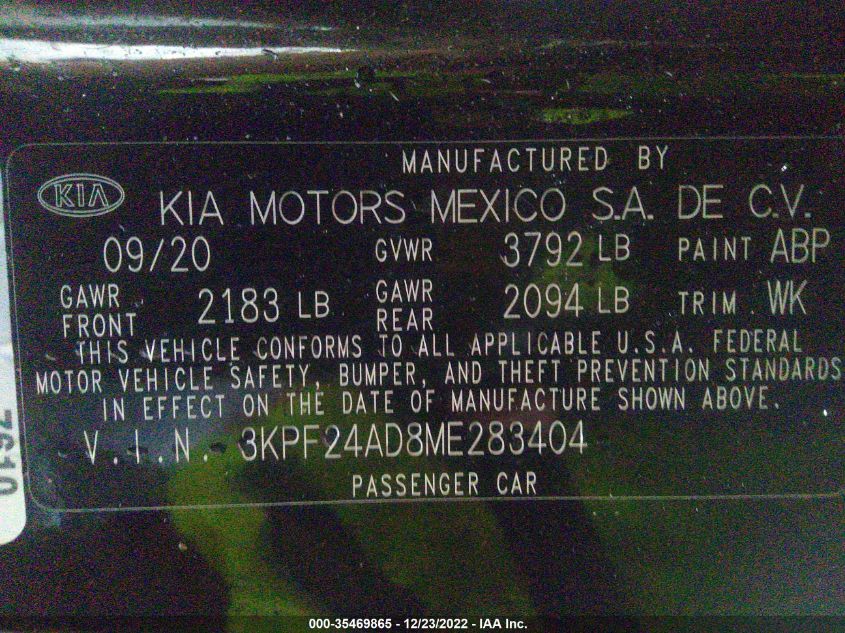 MANUFACTURED BY
KIA KIA MOTORS MEXICO S.A. DE C.V.
09/20 GVWR 3792 LB PAINT ABP
GAWR FRONT 2183 LB GAWR REAR 2094 LB TRIM WK
THIS VEHICLE CONFORMS TO ALL APPLICABLE U.S.A. FEDERAL
MOTOR VEHICLE SAFETY, BUMPER, AND THEFT PREVENTION STANDARDS
IN EFFECT ON THE DATE OF MANUFACTURE SHOWN ABOVE.
V.I.N. 3KPF24AD8ME283404
PASSENGER CAR
000-35469865 - 12/23/2022 - IAA Inc.